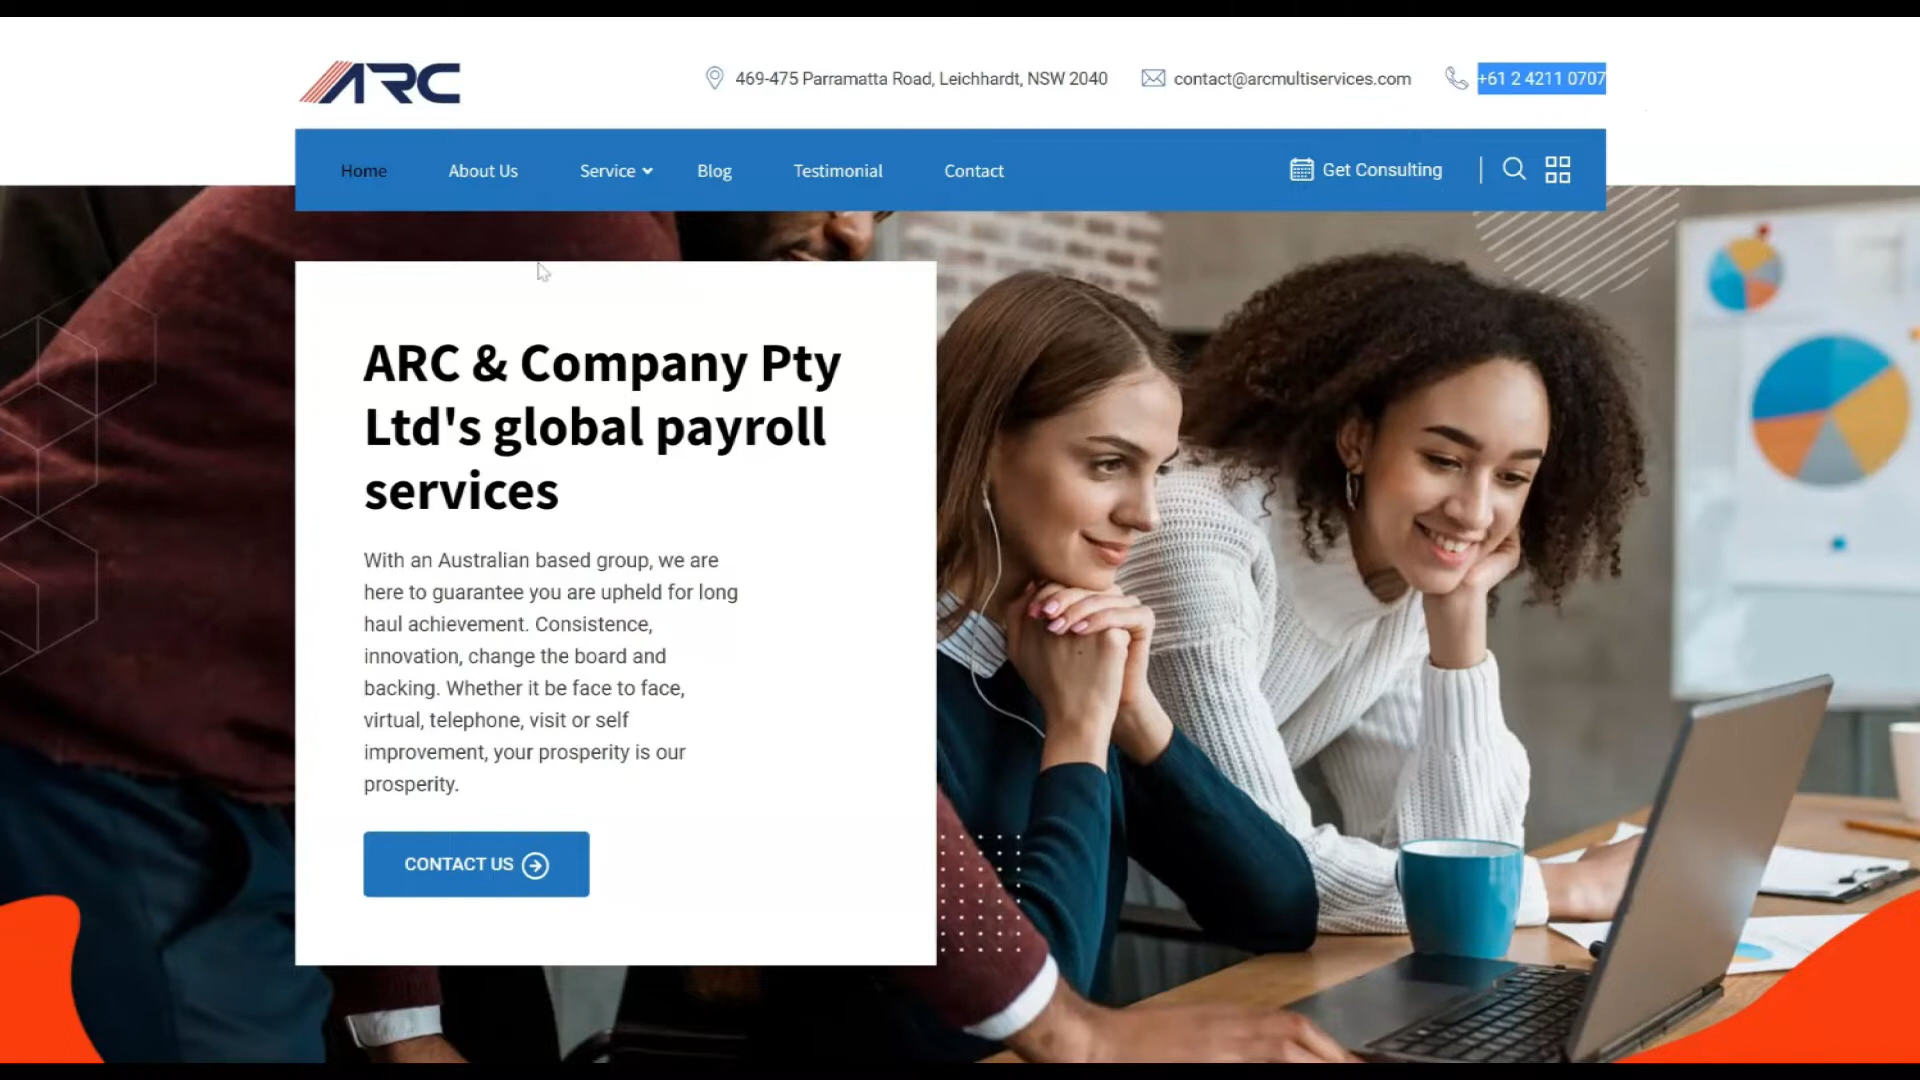 ARC
469-475 Parramatta Road, Leichhardt, NSW 2040
contact@arcmultiservices.com
+61 2 4211 0707
Home
About Us
Service
Blog
Testimonial
Contact
Get Consulting
ARC & Company Pty
Ltd's global payroll
services
With an Australian based group, we are
here to guarantee you are upheld for long
haul achievement. Consistence,
innovation, change the board and
backing. Whether it be face to face,
virtual, telephone, visit or self
improvement, your prosperity is our
prosperity.
CONTACT US